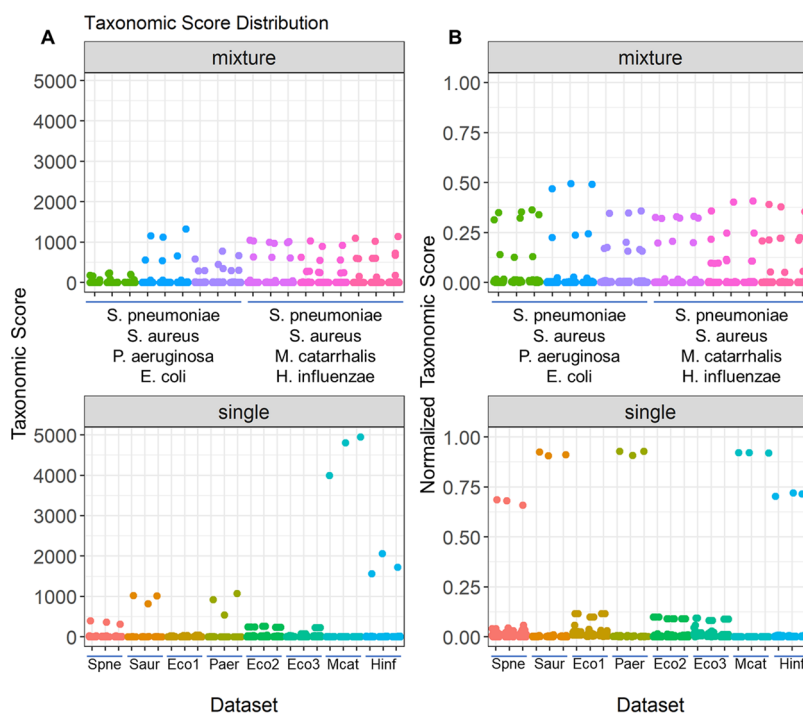 Taxonomic Score Distribution
A
mixture
Taxonomic Score
5000
4000
3000
2000
1000
0
S. pneumoniae
S. aureus
P. aeruginosa
E. coli
S. pneumoniae
S. aureus
M. catarrhalis
H. influenzae
single
5000
4000
3000
2000
1000
0
Spne Saur Eco1 Paer Eco2 Eco3 Mcat Hinf
Dataset
B
mixture
Normalized Taxonomic Score
1.00
0.75
0.50
0.25
0.00
S. pneumoniae
S. aureus
P. aeruginosa
E. coli
S. pneumoniae
S. aureus
M. catarrhalis
H. influenzae
single
1.00
0.75
0.50
0.25
0.00
Spne Saur Eco1 Paer Eco2 Eco3 Mcat Hinf
Dataset